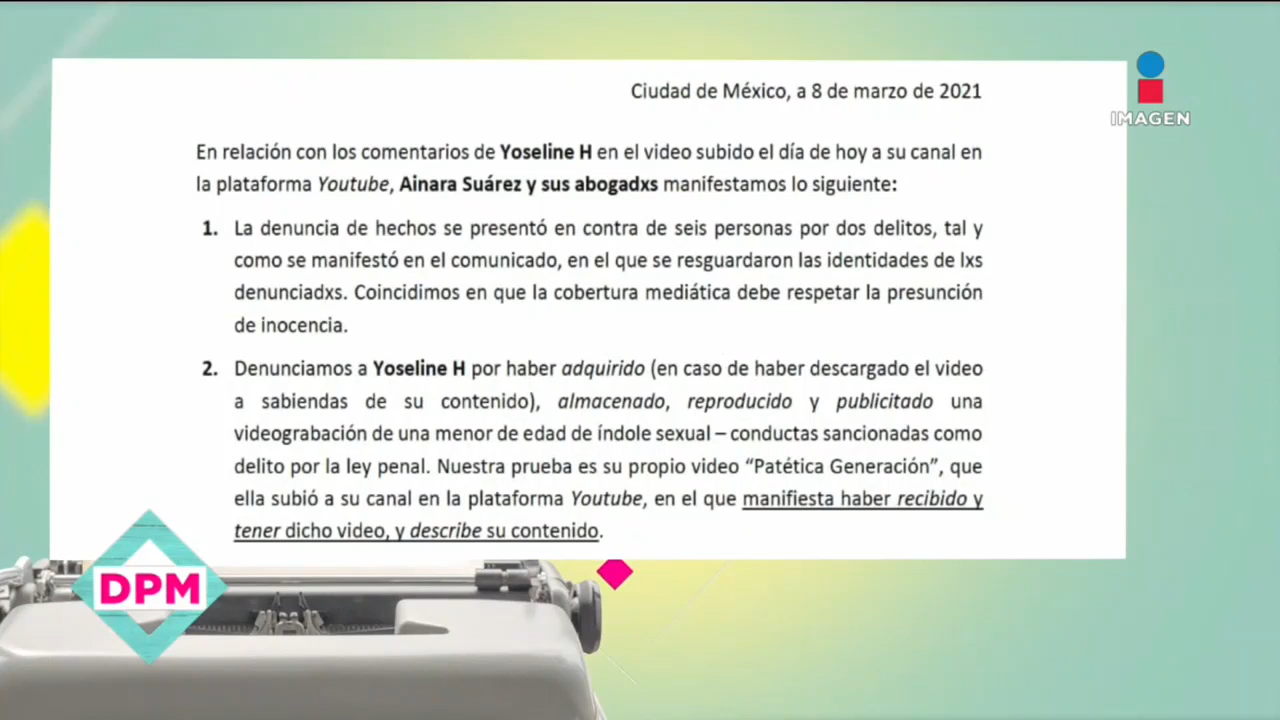 Ciudad de México, a 8 de marzo de 2021
IMAGEN
En relación con los comentarios de Yoseline H en el video subido el día de hoy a su canal en
la plataforma Youtube, Ainara Suárez y sus abogadxs manifestamos lo siguiente:
1. La denuncia de hechos se presentó en contra de seis personas por dos delitos, tal y
como se manifestó en el comunicado, en el que se resguardaron las identidades de lxs
denunciadxs. Coincidimos en que la cobertura mediática debe respetar la presunción
de inocencia.
2. Denunciamos a Yoseline H por haber adquirido (en caso de haber descargado el video
a sabiendas de su contenido), almacenado, reproducido y publicitado una
videograbación de una menor de edad de índole sexual – conductas sancionadas como
delito por la ley penal. Nuestra prueba es su propio video “Patética Generación”, que
ella subió a su canal en la plataforma Youtube, en el que manifiesta haber recibido y
tener dicho video, y describe su contenido.
DPM